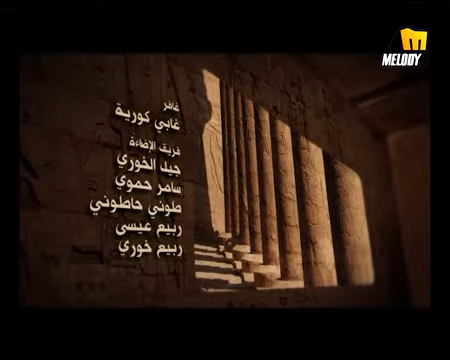 MELODY
غافر
غابي كورية
فريق الإضاءة
جيل الخوري
سامر حموي
طوني حاطوني
ربيع عيسى
ربيع خوري